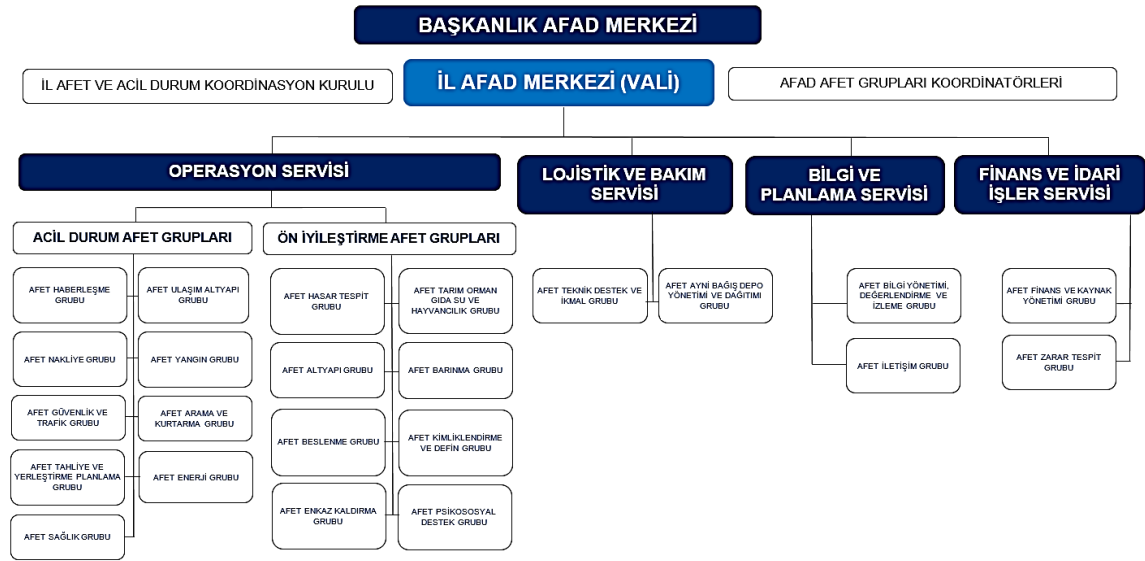 BAŞKANLIK AFAD MERKEZİ
İL AFET VE ACİL DURUM KOORDİNASYON KURULU
İL AFAD MERKEZİ (VALİ)
AFAD AFET GRUPLARI KOORDİNATÖRLERİ
OPERASYON SERVİSİ
LOJİSTİK VE BAKIM
SERVİSİ
BİLGİ VE
PLANLAMA SERVİSİ
FİNANS VE İDARİ
İŞLER SERVİSİ
ACİL DURUM AFET GRUPLARI
ÖN İYİLEŞTİRME AFET GRUPLARI
AFET HABERLEŞME
GRUBU
AFET ULAŞIM ALTYAPI
GRUBU
AFET NAKLİYE GRUBU
AFET YANGIN GRUBU
AFET GÜVENLİK VE
TRAFİK GRUBU
AFET ARAMA VE
KURTARMA GRUBU
AFET TAHLİYE VE
YERLEŞTİRME PLANLAMA
GRUBU
AFET ENERJİ GRUBU
AFET SAĞLIK GRUBU
AFET HASAR TESPİT
GRUBU
AFET TARIM ORMAN
GIDA SU VE
HAYVANCILIK GRUBU
AFET ALTYAPI GRUBU
AFET BARINMA GRUBU
AFET BESLENME GRUBU
AFET KİMLİKLENDİRME
VE DEFİN GRUBU
AFET ENKAZ KALDIRMA
GRUBU
AFET PSİKOSOSYAL
DESTEK GRUBU
AFET TEKNİK DESTEK VE
İKMAL GRUBU
AFET AYNİ BAĞIŞ DEPO
YÖNETİMİ VE DAĞITIMI
GRUBU
AFET BİLGİ YÖNETİMİ,
DEĞERLENDİRME VE
İZLEME GRUBU
AFET İLETİŞİM GRUBU
AFET FİNANS VE KAYNAK
YÖNETİMİ GRUBU
AFET ZARAR TESPİT
GRUBU